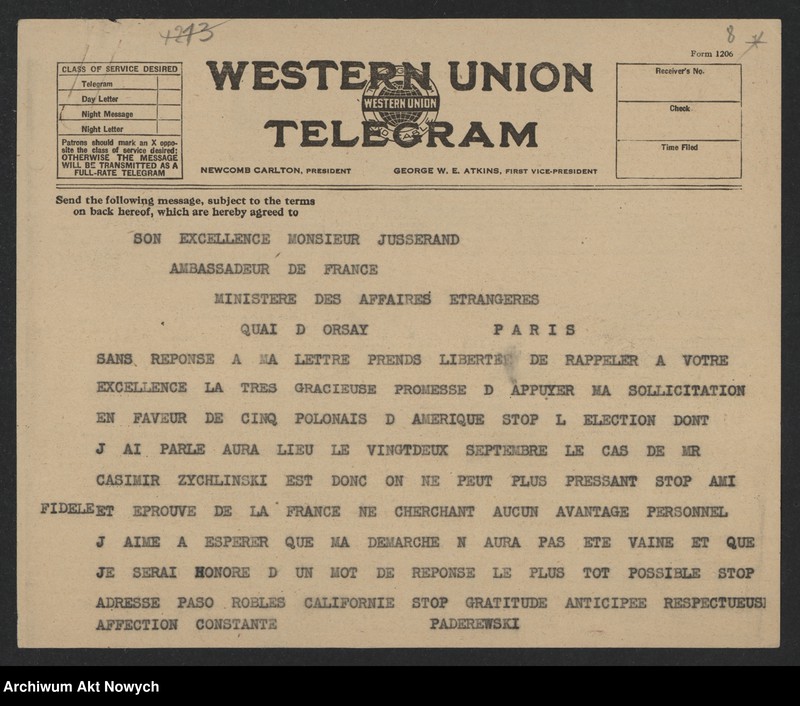 4213
8
Form 1206
CLASS OF SERVICE DESIRED
Telegram
Day Letter
Night Message
Night Letter
Patrons should mark an X oppo-
site the class of service desired:
OTHERWISE THE MESSAGE
WILL BE TRANSMITTED AS A
FULL-RATE TELEGRAM
WESTERN UNION
WESTERN UNION
TELEGRAM
NEWCOMB CARLTON, PRESIDENT GEORGE W. E. ATKINS, FIRST VICE-PRESIDENT
Receiver's No.
Check
Time Filed
Send the following message, subject to the terms
on back hereof, which are hereby agreed to
SON EXCELLENCE MONSIEUR JUSSERAND
AMBASSADEUR DE FRANCE
MINISTERE DES AFFAIRES ETRANGERES
QUAI D ORSAY P A R I S
SANS REPONSE A MA LETTRE PRENDS LIBERTEE DE RAPPELER A VOTRE
EXCELLENCE LA TRES GRACIEUSE PROMESSE D APPUYER MA SOLLICITATION
EN FAVEUR DE CINQ POLONAIS D AMERIQUE STOP L ELECTION DONT
J AI PARLE AURA LIEU LE VINGTDEUX SEPTEMBRE LE CAS DE MR
CASIMIR ZYCHLINSKI EST DONC ON NE PEUT PLUS PRESSANT STOP AMI
FIDELE ET EPROUVE DE LA FRANCE NE CHERCHANT AUCUN AVANTAGE PERSONNEL
J AIME A ESPERER QUE MA DEMARCHE N AURA PAS ETE VAINE ET QUE
JE SERAI HONORE D UN MOT DE REPONSE LE PLUS TOT POSSIBLE STOP
ADRESSE PASO ROBLES CALIFORNIE STOP GRATITUDE ANTICIPEE RESPECTUEUS
AFFECTION CONSTANTE PADEREWSKI
Archiwum Akt Nowych